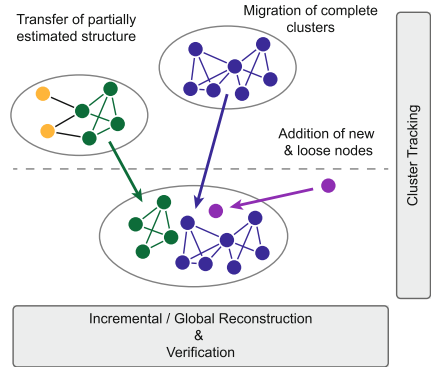 Transfer of partially
estimated structure
Migration of complete
clusters
Addition of new
& loose nodes
Cluster Tracking
Incremental / Global Reconstruction
&
Verification